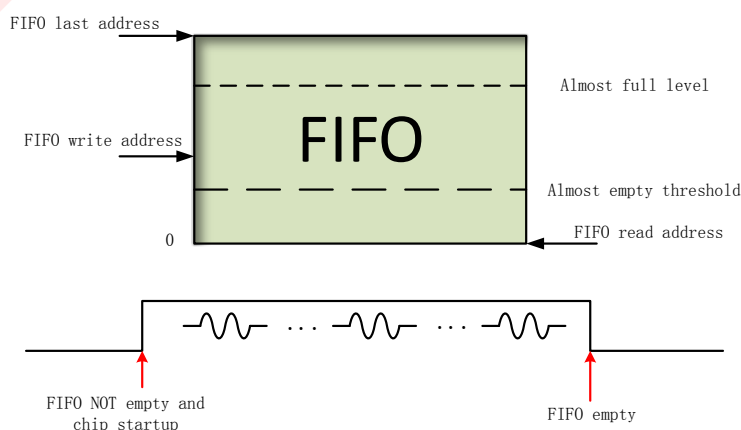 FIFO last address
Almost full level
FIFO
FIFO write address
Almost empty threshold
0
FIFO read address
... ...
FIFO NOT empty and
chip startup
FIFO empty